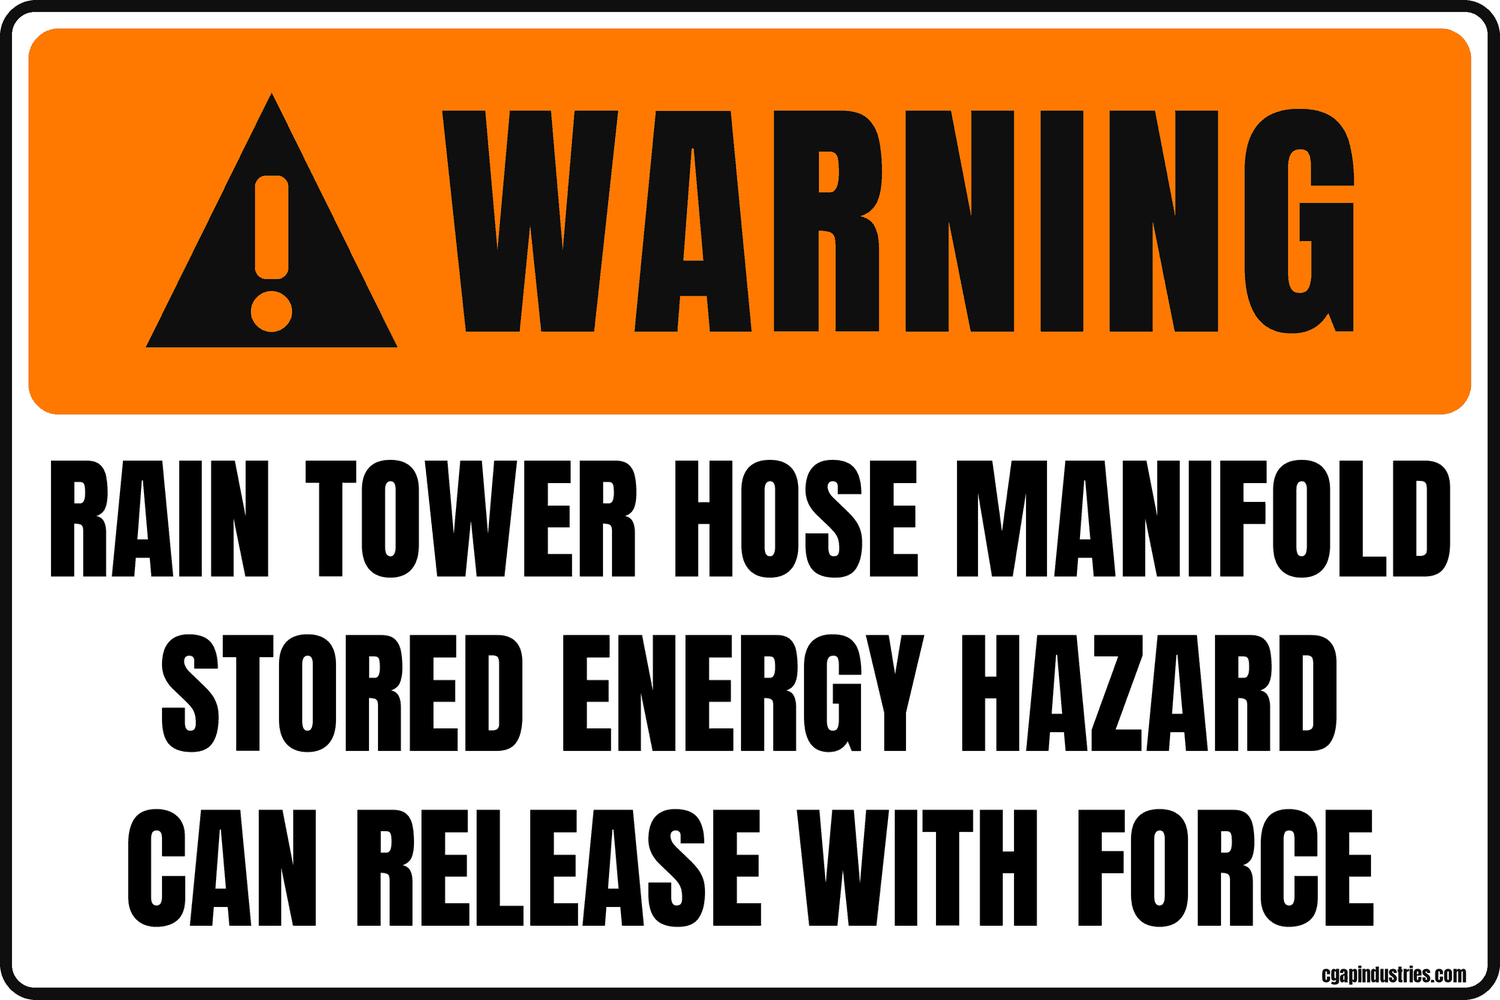 WARNING
RAIN TOWER HOSE MANIFOLD
STORED ENERGY HAZARD
CAN RELEASE WITH FORCE
cgapindustries.com